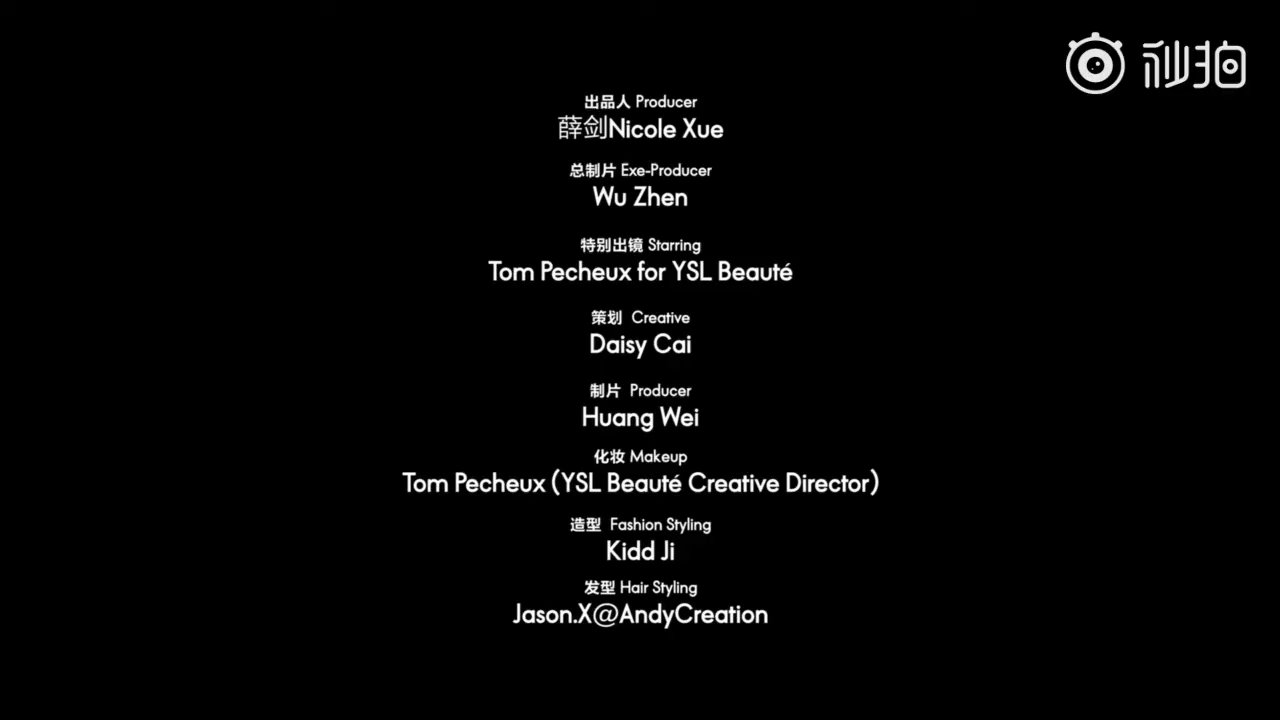 秒拍
出品人 Producer
薛剑Nicole Xue
总制片 Exe-Producer
Wu Zhen
特别出镜 Starring
Tom Pecheux for YSL Beauté
策划 Creative
Daisy Cai
制片 Producer
Huang Wei
化妆 Makeup
Tom Pecheux (YSL Beauté Creative Director)
造型 Fashion Styling
Kidd Ji
发型 Hair Styling
Jason.X@AndyCreation